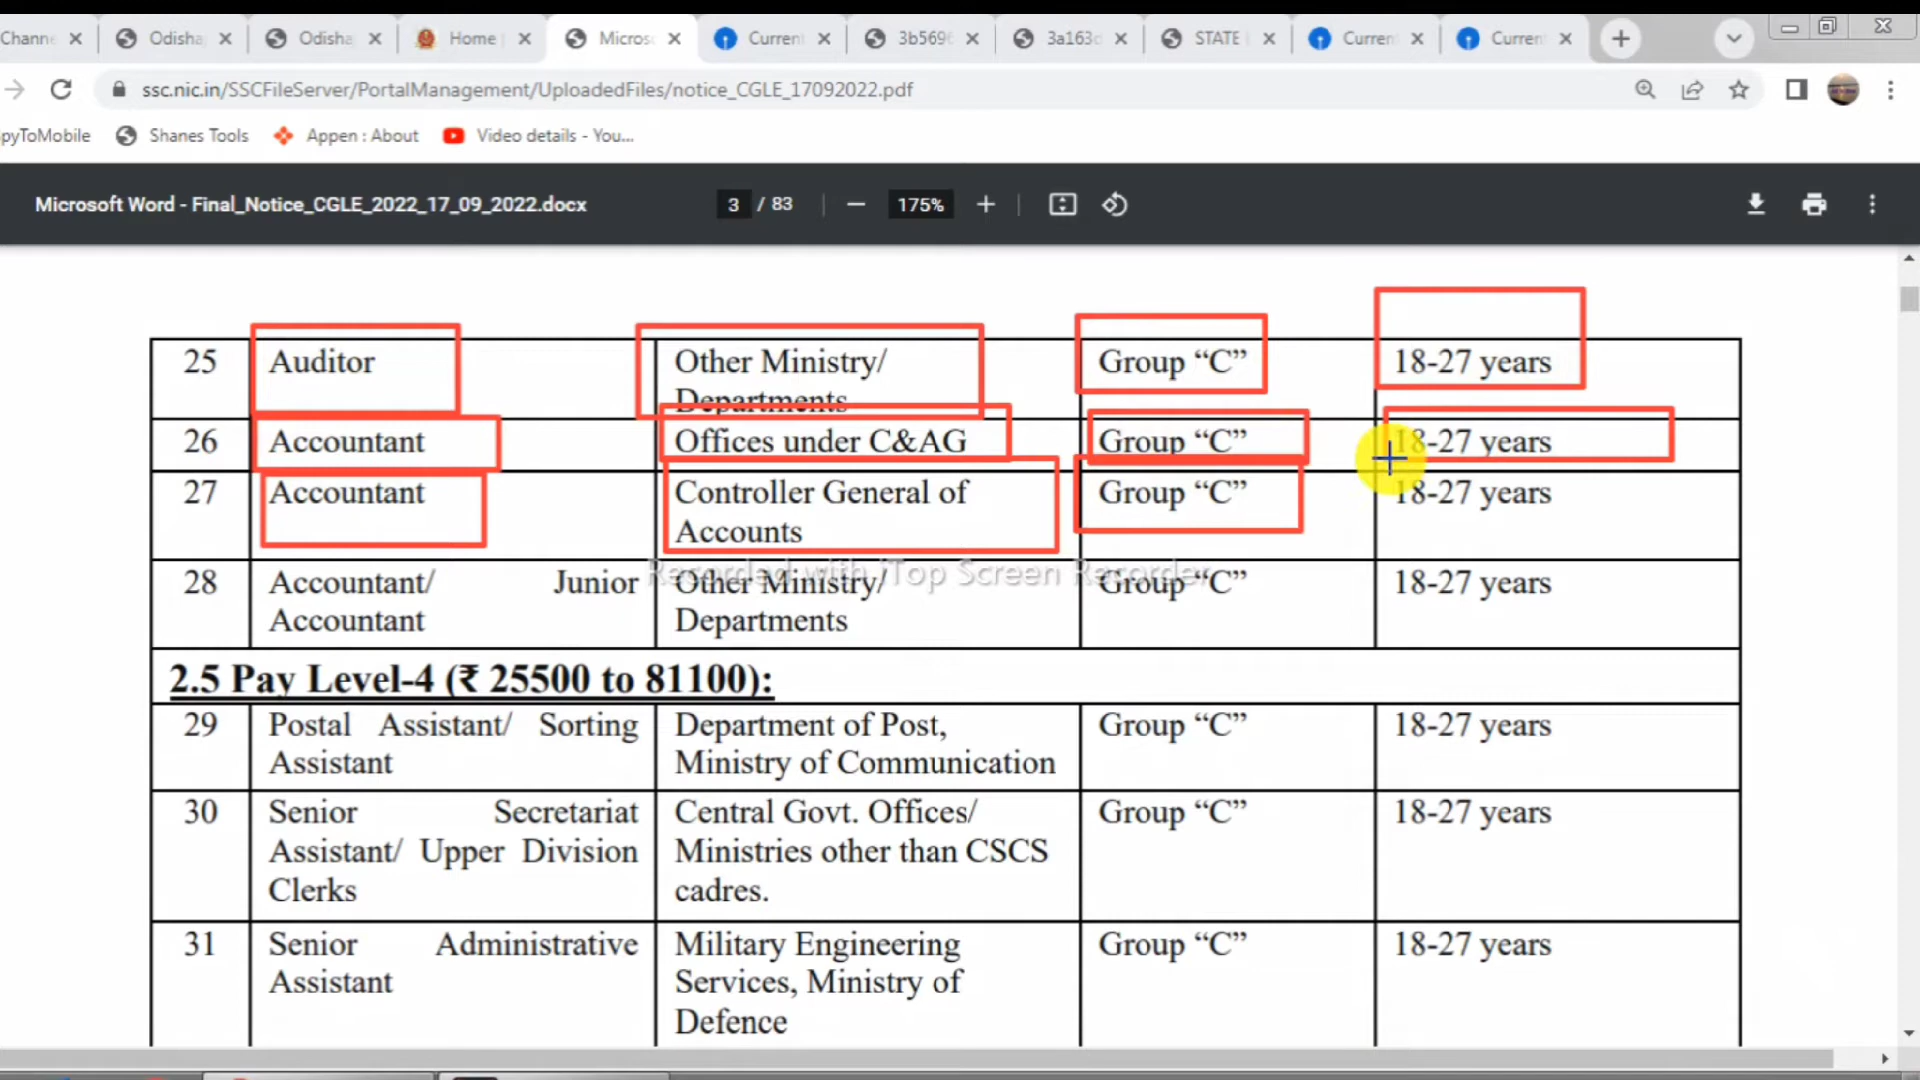 Chann
Odisha
Odisha
Home
Micros
Current
3b569
3a163
STATE
Curren
Curren
ssc.nic.in/SSCFileServer/PortalManagement/UploadedFiles/notice_CGLE_17092022.pdf
pyToMobile Shanes Tools Appen : About Video details - You...
Microsoft Word - Final_Notice_CGLE_2022_17_09_2022.docx 3 / 83 175%
25 Auditor Other Ministry/ Group “C” 18-27 years
Departments
26 Accountant Offices under C&AG Group “C” 18-27 years
27 Accountant Controller General of Group “C” 18-27 years
Accounts
Recorded with iTop Screen Recorder
28 Accountant/ Junior Other Ministry/ Group “C” 18-27 years
Accountant Departments
2.5 Pay Level-4 (₹ 25500 to 81100):
29 Postal Assistant/ Sorting Department of Post, Group “C” 18-27 years
Assistant Ministry of Communication
30 Senior Secretariat Central Govt. Offices/ Group “C” 18-27 years
Assistant/ Upper Division Ministries other than CSCS
Clerks cadres.
31 Senior Administrative Military Engineering Group “C” 18-27 years
Assistant Services, Ministry of
Defence